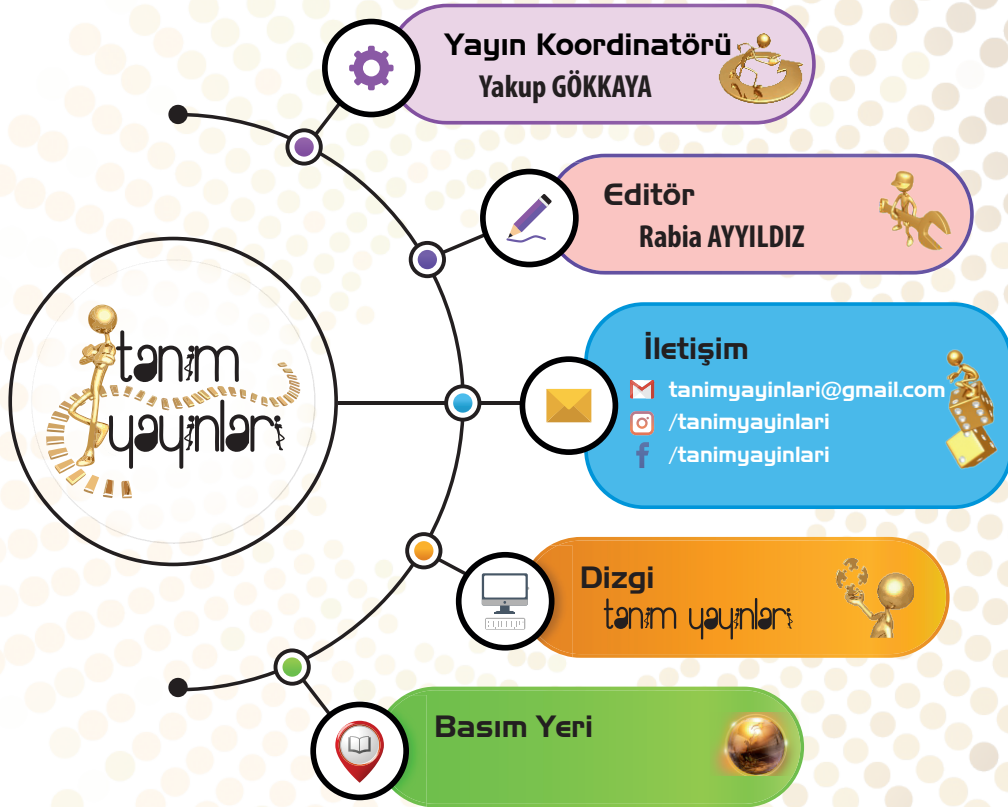 Yayın Koordinatörü
Yakup GÖKKAYA
Editör
Rabia AYYILDIZ
tanım
yayınları
İletişim
tanimyayinlari@gmail.com
/tanimyayinlari
/tanimyayinlari
Dizgi
tanım yayınları
Basım Yeri